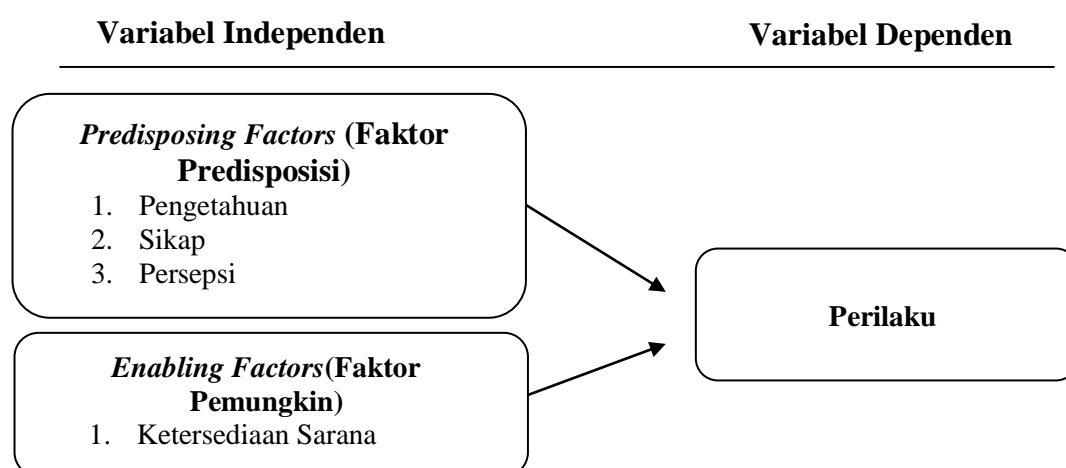 Variabel Independen
Variabel Dependen
Predisposing Factors (Faktor
Predisposisi)
1. Pengetahuan
2. Sikap
3. Persepsi
Perilaku
Enabling Factors(Faktor
Pemungkin)
1. Ketersediaan Sarana